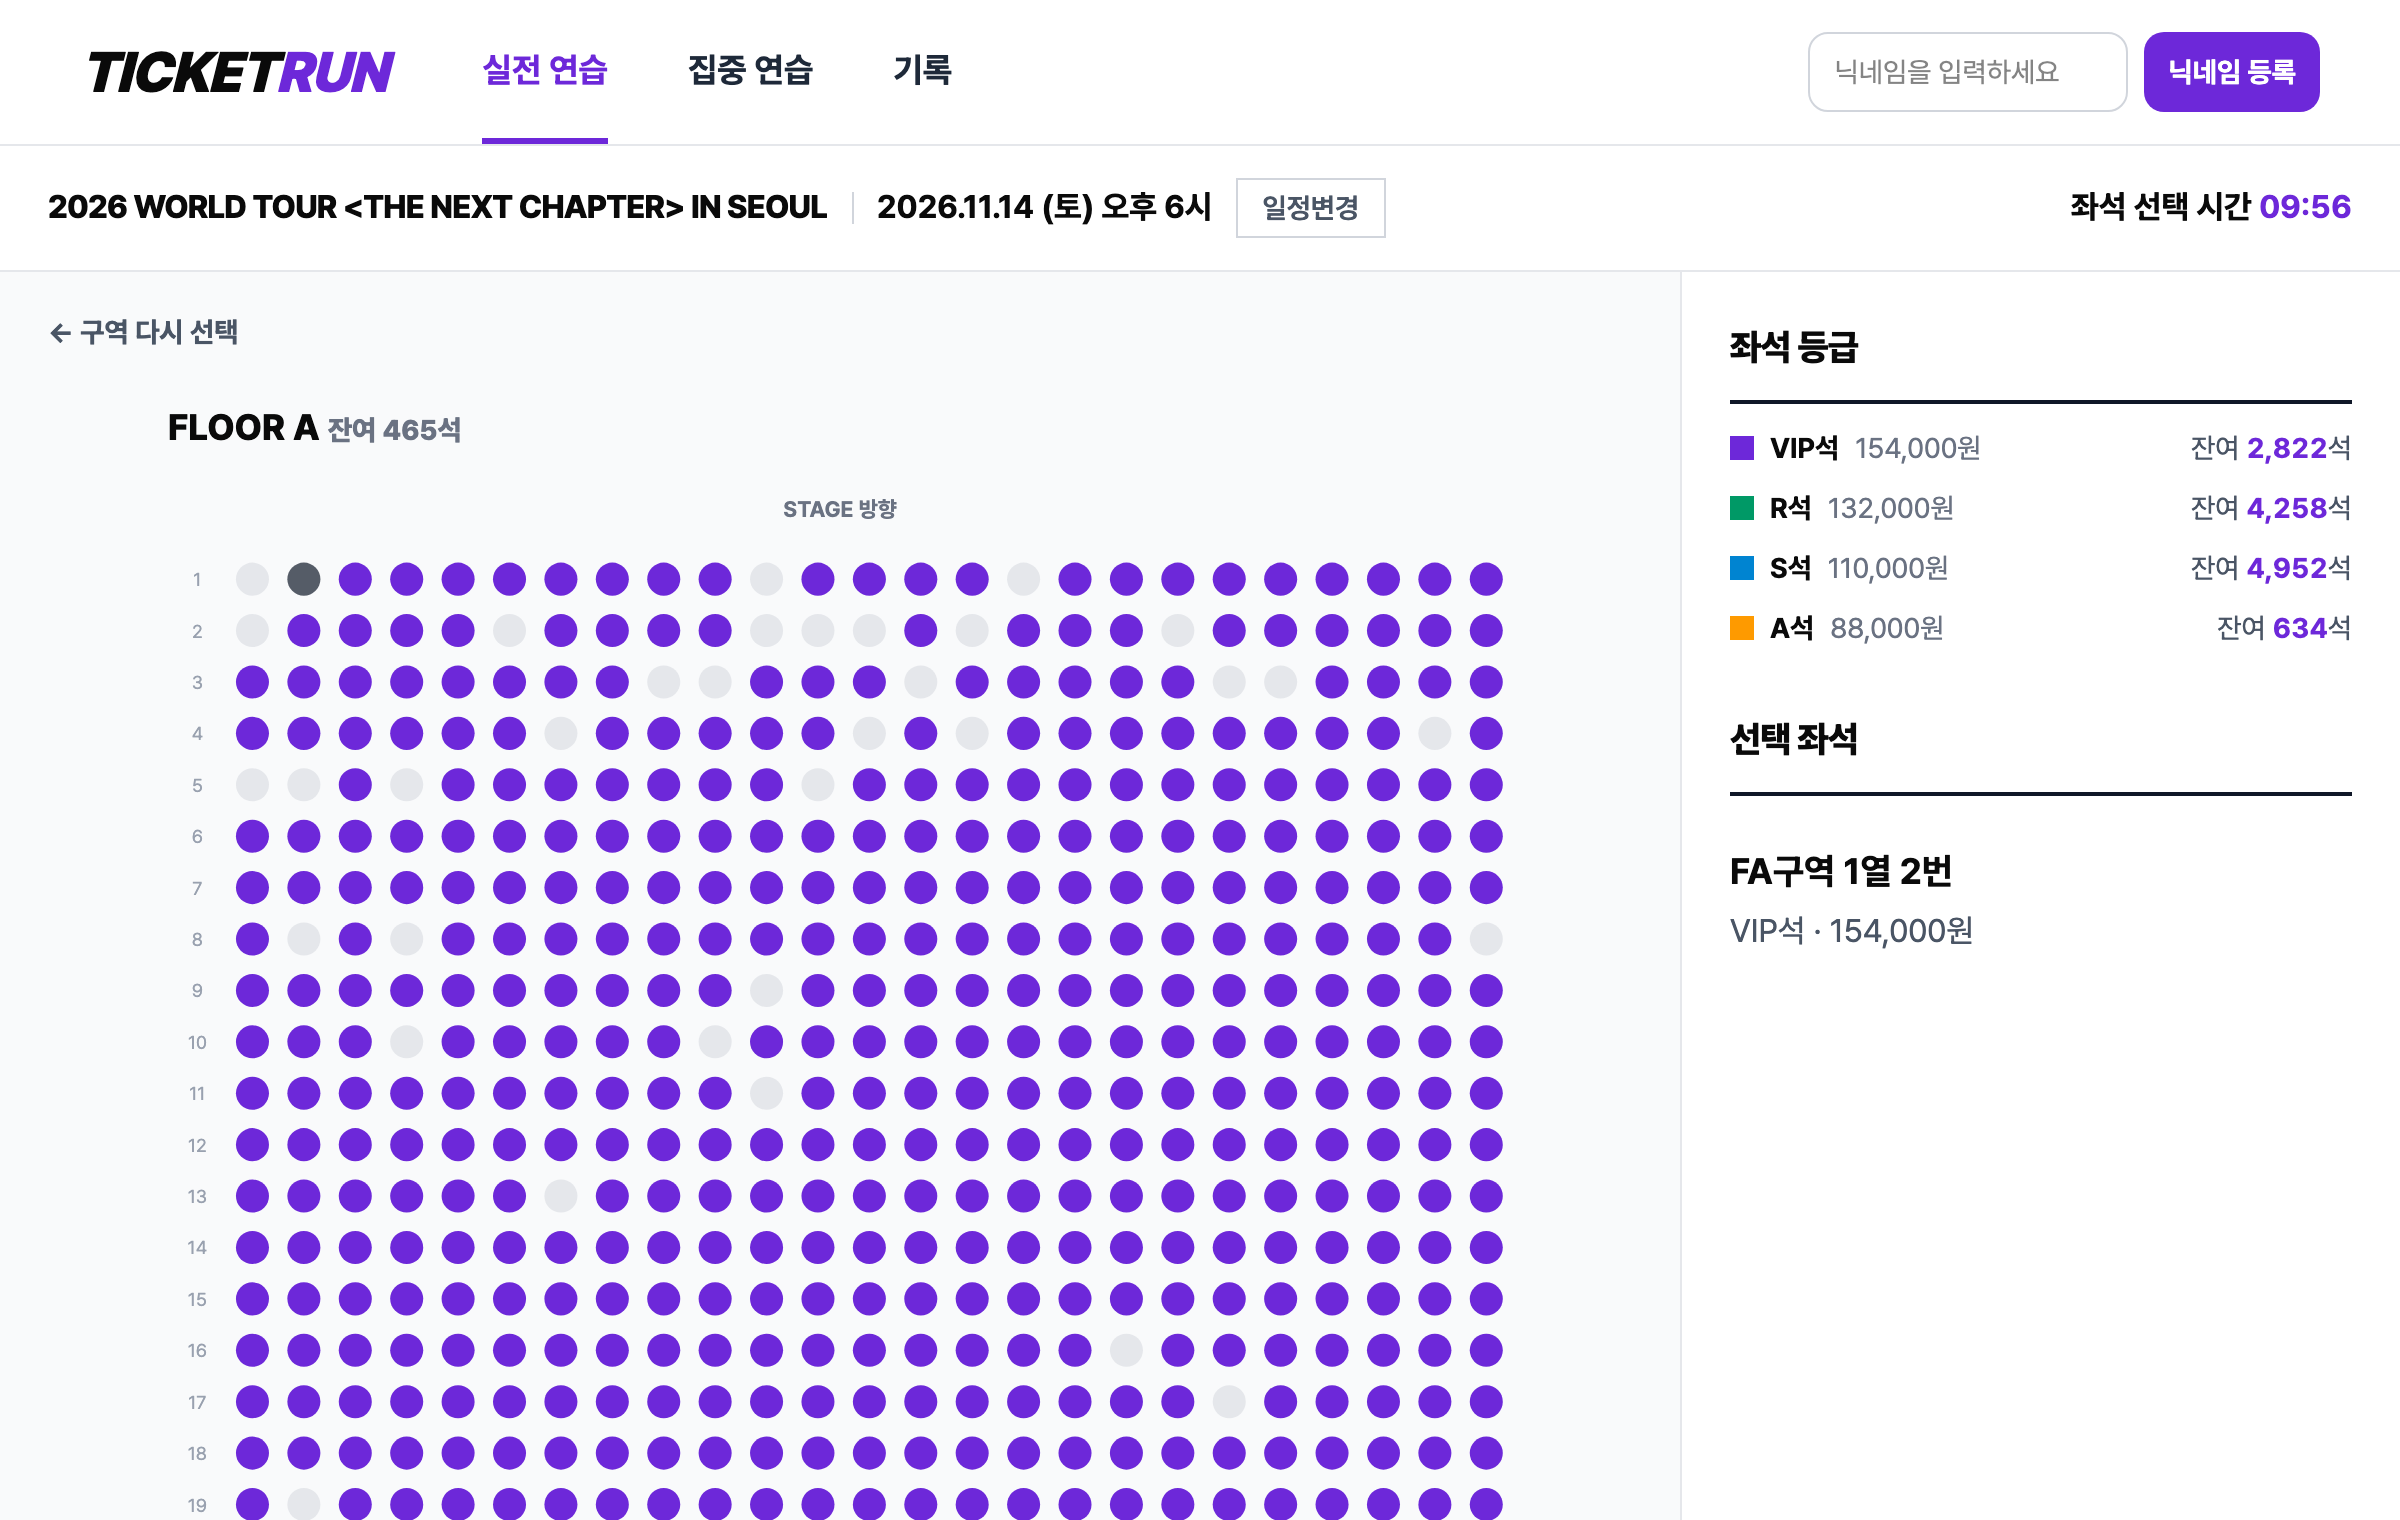 TICKETRUN 실전 연습 집중 연습 기록 닉네임을 입력하세요 닉네임 등록
2026 WORLD TOUR <THE NEXT CHAPTER> IN SEOUL 2026.11.14 (토) 오후 6시 일정변경 좌석 선택 시간 09:56
← 구역 다시 선택
FLOOR A 잔여 465석
STAGE 방향
1
2
3
4
5
6
7
8
9
10
11
12
13
14
15
16
17
18
19
좌석 등급
VIP석 154,000원 잔여 2,822석
R석 132,000원 잔여 4,258석
S석 110,000원 잔여 4,952석
A석 88,000원 잔여 634석
선택 좌석
FA구역 1열 2번
VIP석 · 154,000원